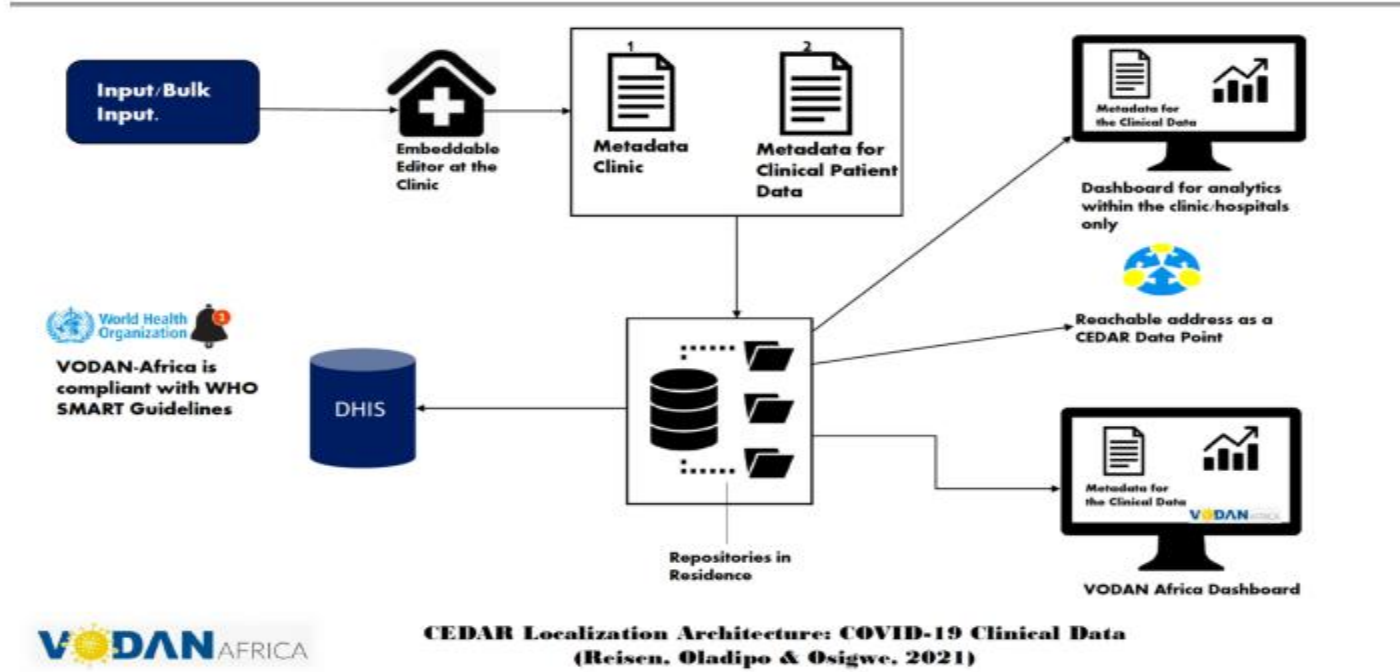 Input/Bulk
Input.
Embeddable
Editor at the
Clinic
1
Metadata
Clinic
2
Metadata for
Clinical Patient
Data
Metadata for
the Clinical Data
Dashboard for analytics
within the clinic/hospitals
only
Reachable address as a
CEDAR Data Point
World Health
Organization
VODAN-Africa is
compliant with WHO
SMART Guidelines
DHIS
Repositories in
Residence
Metadata for
the Clinical Data
VODAN AFRICA
VODAN Africa Dashboard
VODAN AFRICA
CEDAR Localization Architecture: COVID-19 Clinical Data
(Reisen, Oladipo & Osigwe, 2021)